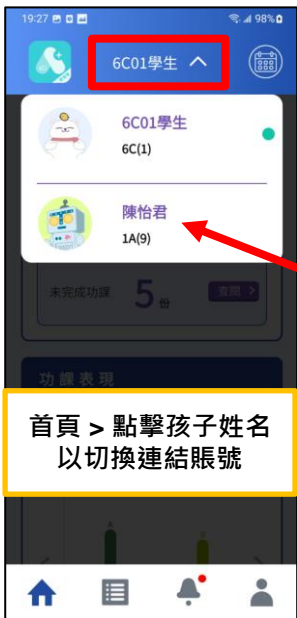 19:27
98%
6C01學生
6C01學生
6C(1)
陳怡君
1A(9)
未完成功課 5 份 查閱 >
功課表現
首頁 > 點擊孩子姓名
以切換連結賬號